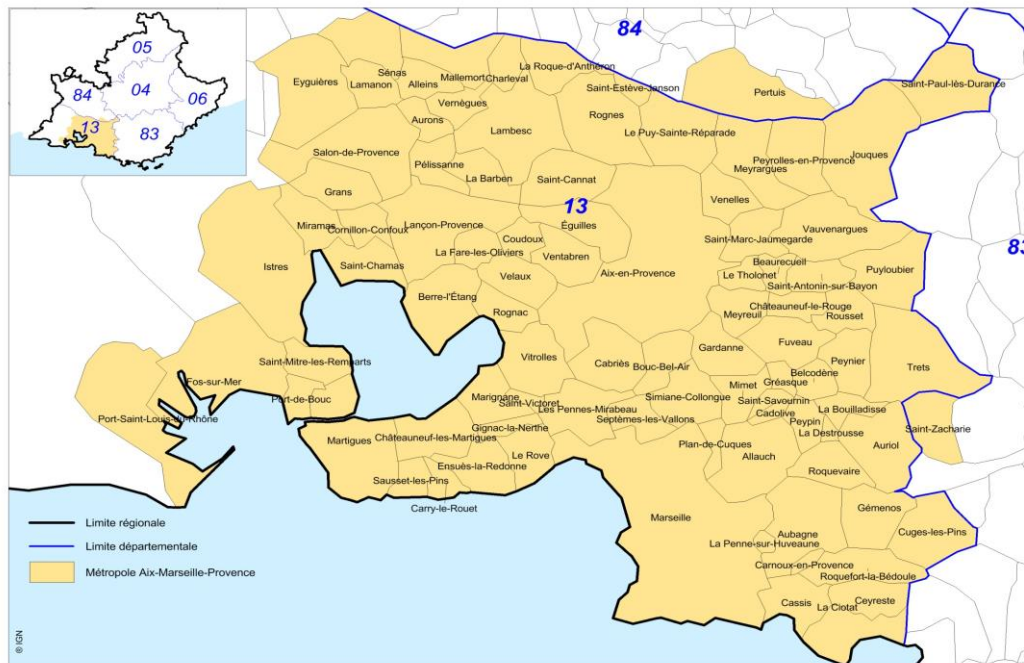 05
84
04
06
13
83
84
83
13
La Roque-d'Anthéron
Sénas
Mallemort
Charleval
Eyguières
Lamanon
Alleins
Saint-Estève-Janson
Pertuis
Saint-Paul-lès-Durance
Vernègues
Aurons
Rognes
Lambesc
Le Puy-Sainte-Réparade
Salon-de-Provence
Pélissanne
Peyrolles-en-Provence
Jouques
Meyrargues
La Barben
Saint-Cannat
Grans
Venelles
Miramas
Cornillon-Confoux
Lançon-Provence
Éguilles
Vauvenargues
Coudoux
Saint-Marc-Jaumegarde
La Fare-les-Oliviers
Ventabren
Istres
Saint-Chamas
Aix-en-Provence
Beaurecueil
Le Tholonet
Puyloubier
Velaux
Saint-Antonin-sur-Bayon
Berre-l'Étang
Châteauneuf-le-Rouge
Rognac
Meyreuil
Rousset
Fuveau
Gardanne
Saint-Mitre-les-Remparts
Vitrolles
Cabriès
Bouc-Bel-Air
Peynier
Trets
Belcodène
Fos-sur-Mer
Mimet
Gréasque
Port-de-Bouc
Marignane
Saint-Victoret
Simiane-Collongue
Saint-Savournin
Les Pennes-Mirabeau
Cadolive
La Bouilladisse
Port-Saint-Louis-du-Rhône
Septèmes-les-Vallons
Peypin
Gignac-la-Nerthe
La Destrousse
Saint-Zacharie
Martigues
Châteauneuf-les-Martigues
Plan-de-Cuques
Auriol
Le Rove
Allauch
Ensuès-la-Redonne
Roquevaire
Sausset-les-Pins
Carry-le-Rouet
Marseille
Gémenos
Aubagne
Cuges-les-Pins
La Penne-sur-Huveaune
Carnoux-en-Provence
Roquefort-la-Bédoule
Cassis
La Ciotat
Ceyreste
Limite régionale
Limite départementale
Métropole Aix-Marseille-Provence
© IGN